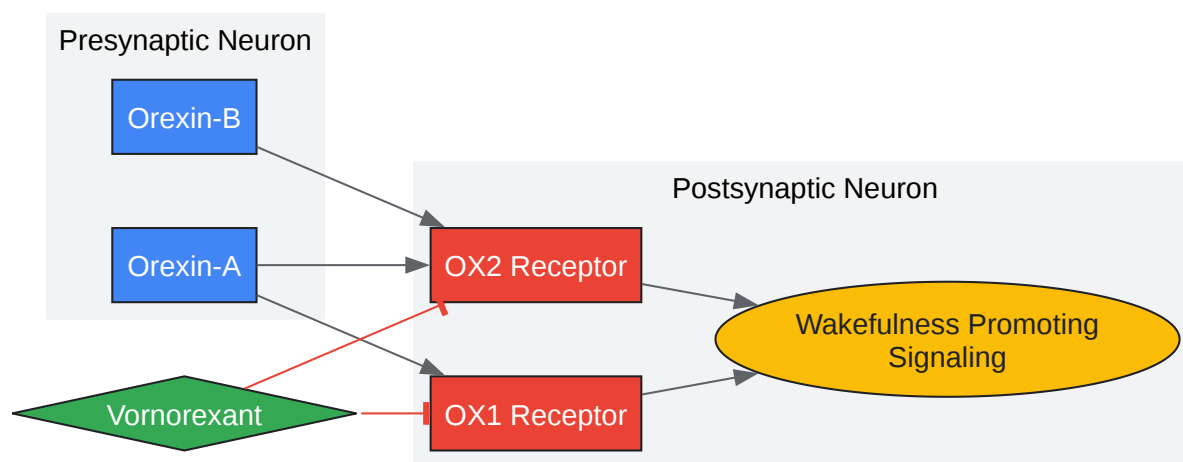 Presynaptic Neuron
Orexin-B
Postsynaptic Neuron
Orexin-A
OX2 Receptor
Wakefulness Promoting
Signaling
Vornorexant
OX1 Receptor